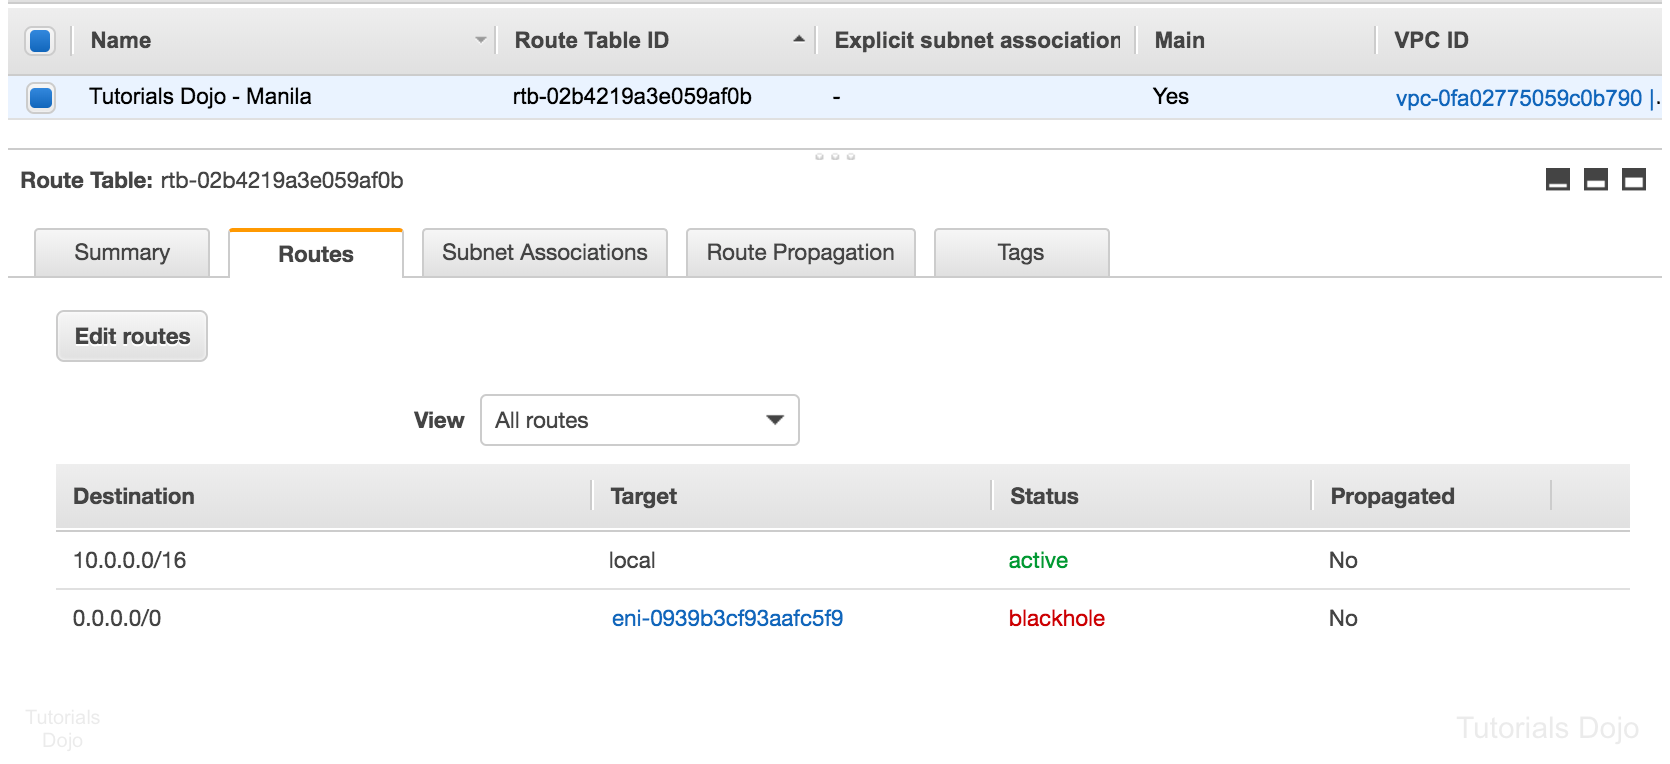 Name Route Table ID Explicit subnet association Main VPC ID
Tutorials Dojo - Manila rtb-02b4219a3e059af0b - Yes vpc-0fa02775059c0b790 |.
Route Table: rtb-02b4219a3e059af0b
Summary Routes Subnet Associations Route Propagation Tags
Edit routes
View All routes
Destination Target Status Propagated
10.0.0.0/16 local active No
0.0.0.0/0 eni-0939b3cf93aafc5f9 blackhole No
Tutorials
Dojo
Tutorials Dojo